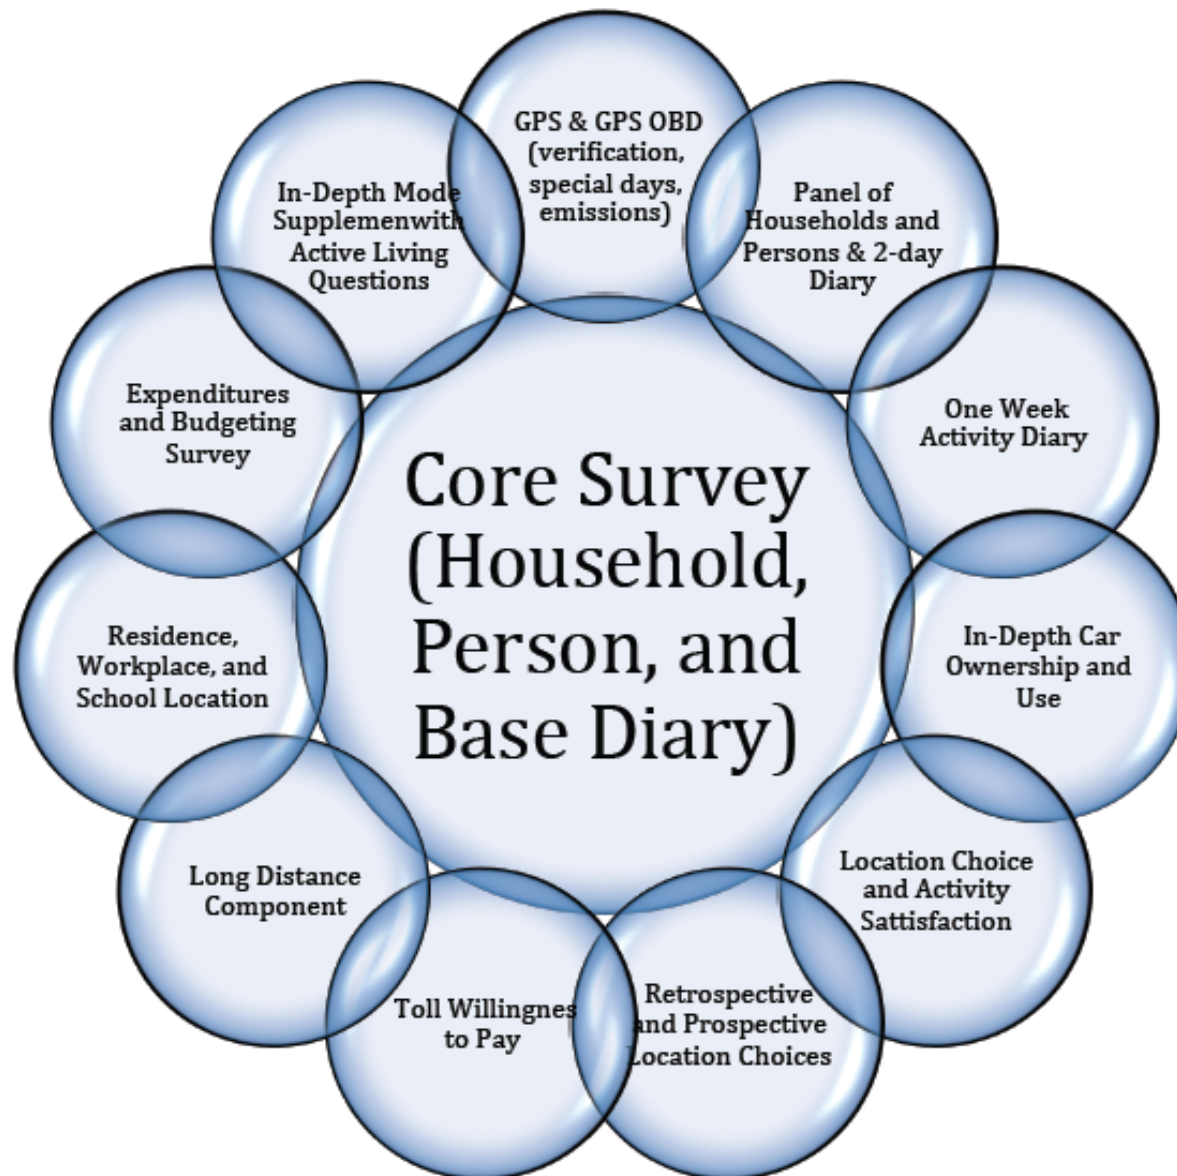 GPS & GPS OBD
(verification,
special days,
emissions)
Panel of
Households and
Persons & 2-day
Diary
One Week
Activity Diary
In-Depth Car
Ownership and
Use
Location Choice
and Activity
Sattisfaction
Retrospective
and Prospective
Location Choices
Toll Willingnes
to Pay
Long Distance
Component
Residence,
Workplace, and
School Location
Expenditures
and Budgeting
Survey
In-Depth Mode
Supplemenwith
Active Living
Questions
Core Survey
(Household,
Person, and
Base Diary)